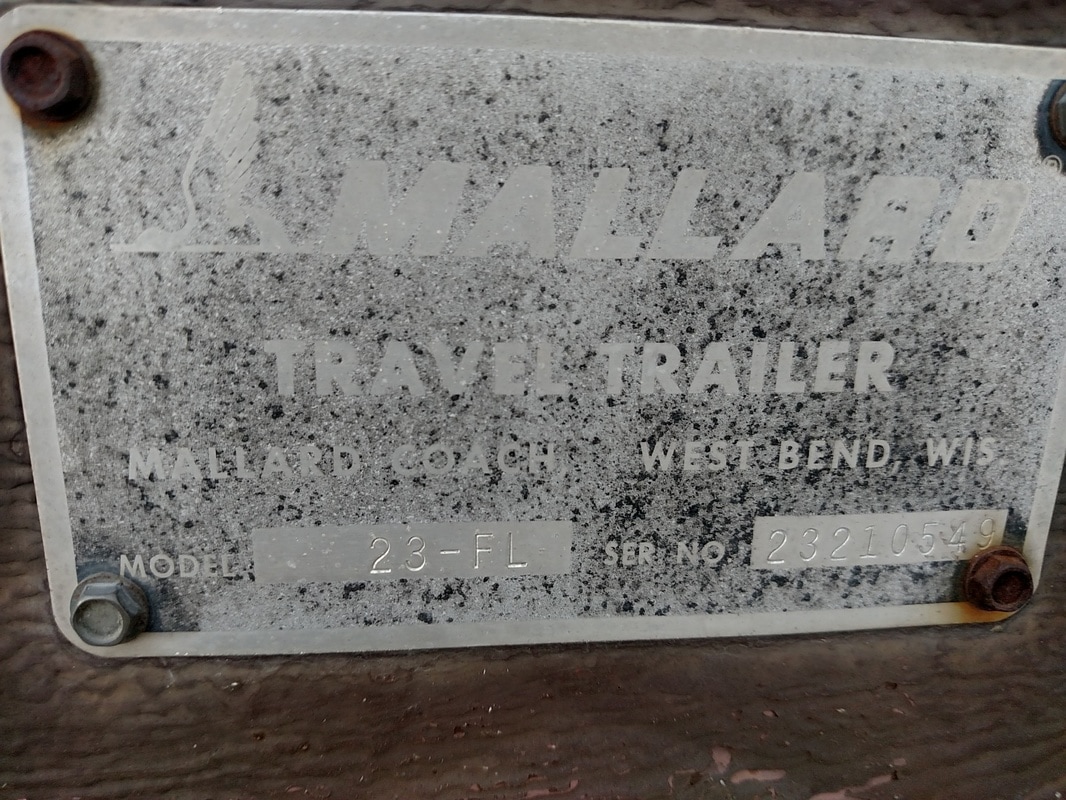 MALLARD®
TRAVEL TRAILER
MALLARD COACH, WEST BEND, WIS.
MODEL 23-FL SER. NO. 23210549